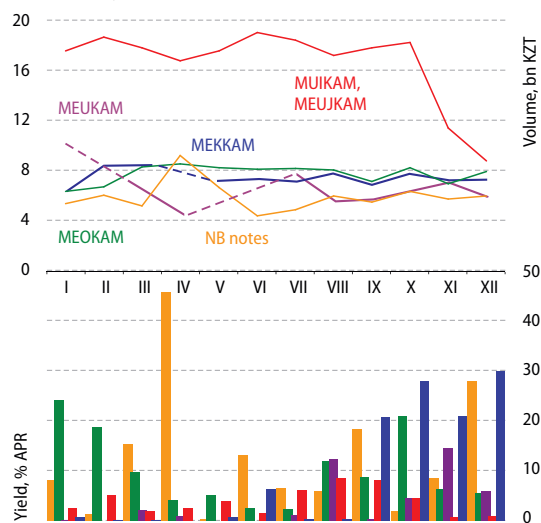 20
16
12
8
4
0
Volume, bn KZT
MUIKAM,
MEUJKAM
MEUKAM
MEKKAM
MEOKAM
NB notes
I II III IV V VI VII VIII IX X XI XII
50
40
30
20
10
0
Yield, % APR